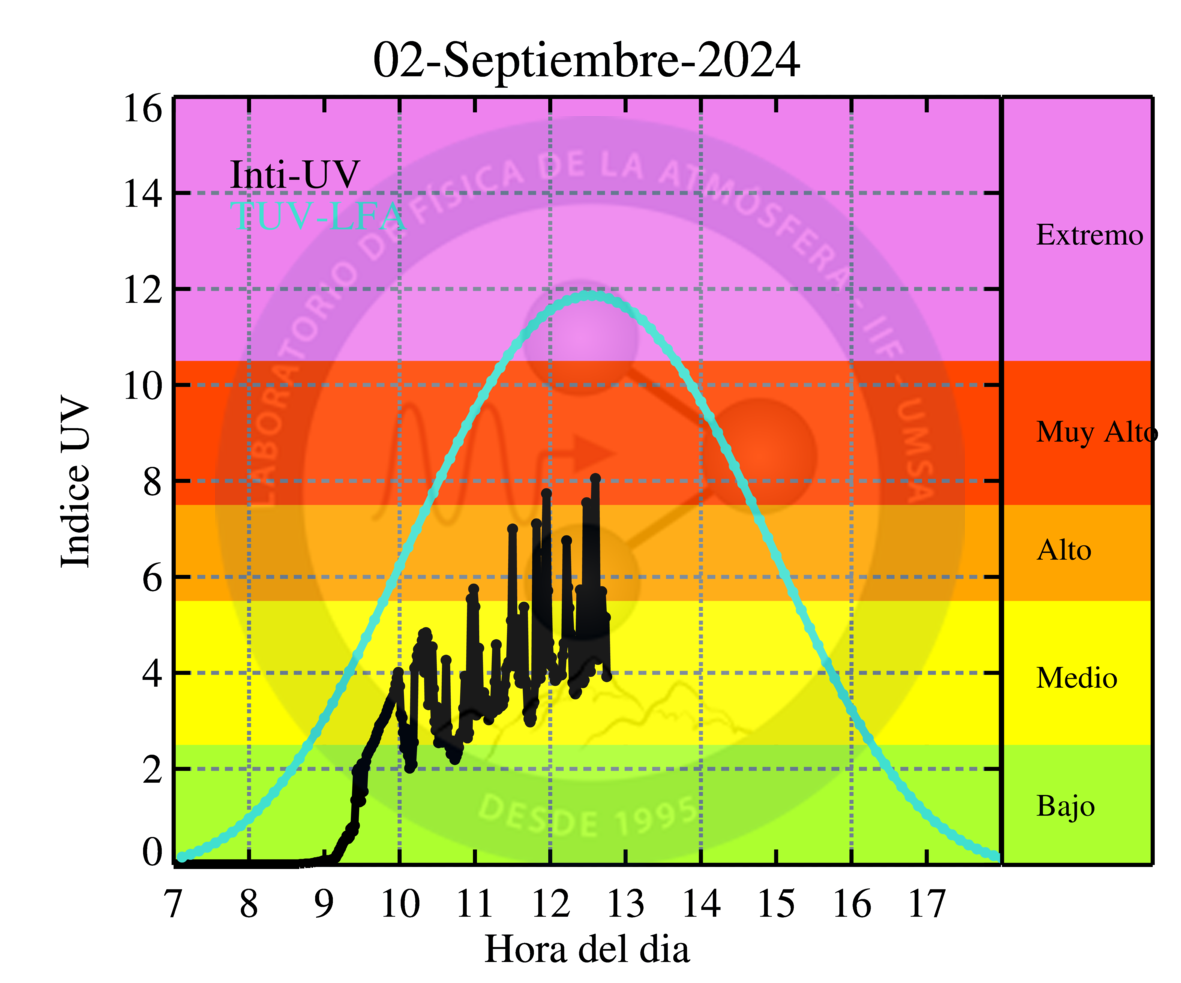 02-Septiembre-2024
Inti-UV
TUV-LFA
LABORATORIO DE FÍSICA DE LA ATMÓSFERA - IIF - UMSA
DESDE 1995
Indice UV
16
14
12
10
8
6
4
2
0
Extremo
Muy Alto
Alto
Medio
Bajo
7 8 9 10 11 12 13 14 15 16 17
Hora del dia